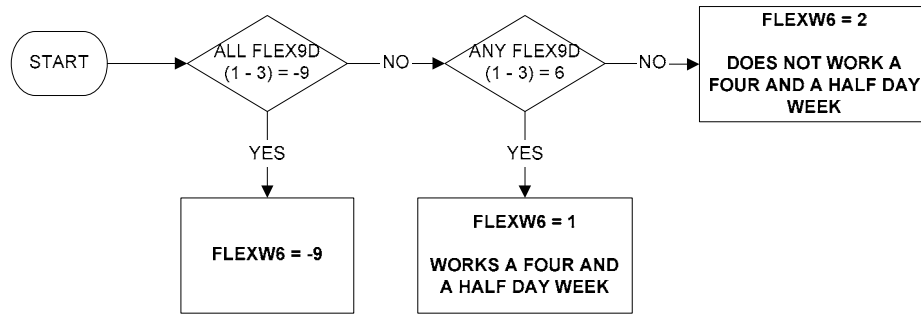 START
ALL FLEX9D
(1 - 3) = -9
NO
ANY FLEX9D
(1 - 3) = 6
NO
FLEXW6 = 2
DOES NOT WORK A
FOUR AND A HALF DAY
WEEK
YES
YES
FLEXW6 = -9
FLEXW6 = 1
WORKS A FOUR AND
A HALF DAY WEEK